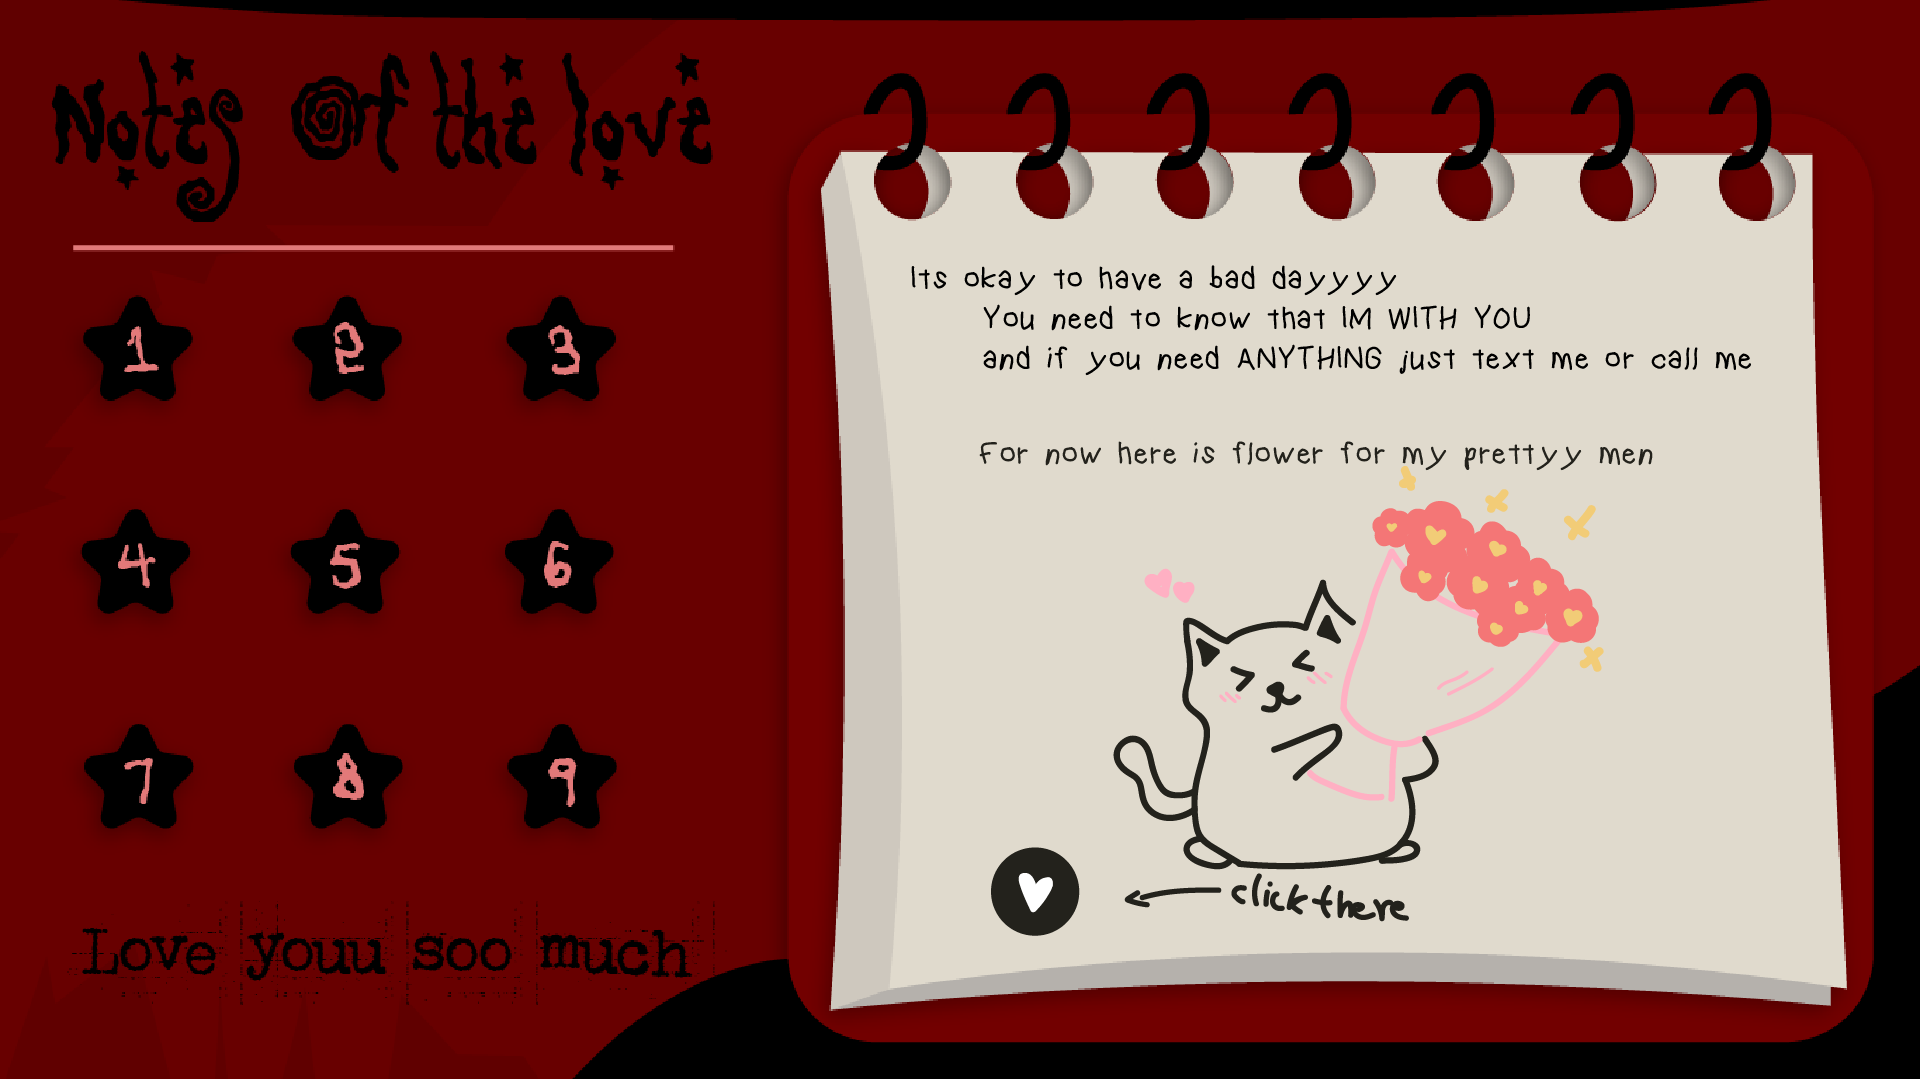 Notes Of the love
1 2 3
4 5 6
7 8 9
Love youu soo much
Its okay to have a bad dayyyy
You need to know that IM WITH YOU
and if you need ANYTHING just text me or call me
For now here is flower for my prettyy men
click there